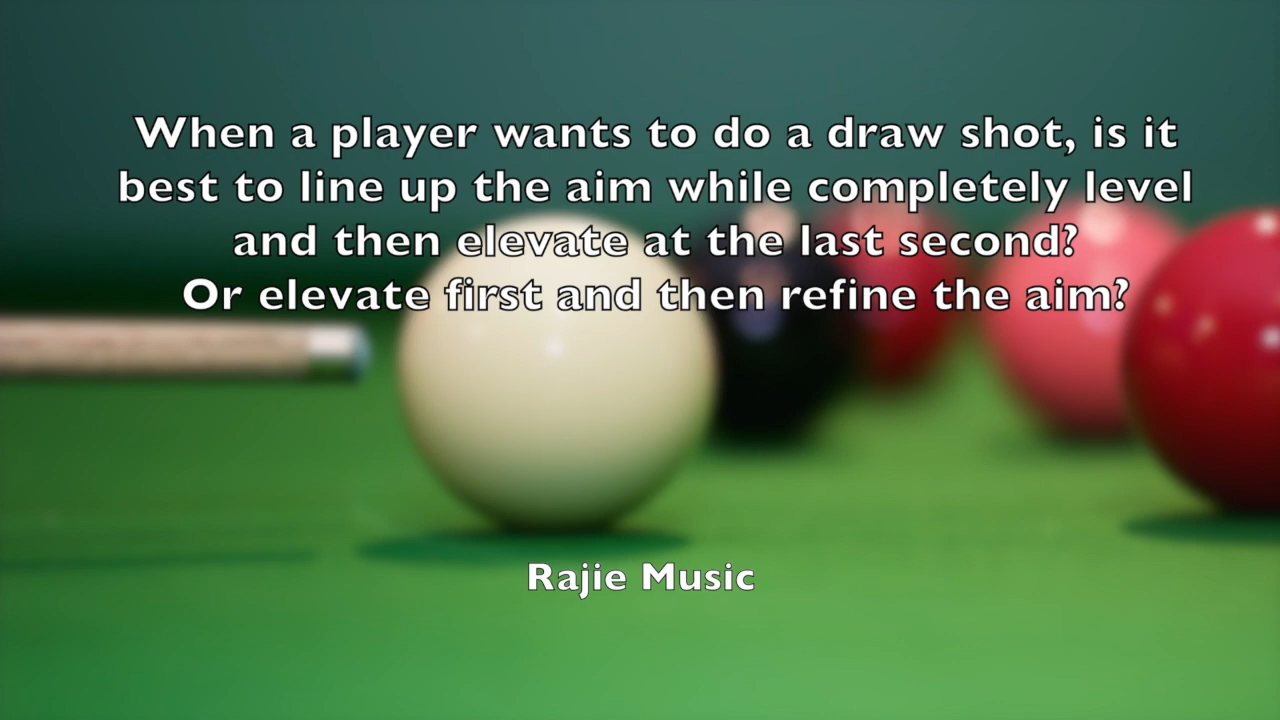 When a player wants to do a draw shot, is it
best to line up the aim while completely level
and then elevate at the last second?
Or elevate first and then refine the aim?
Rajie Music